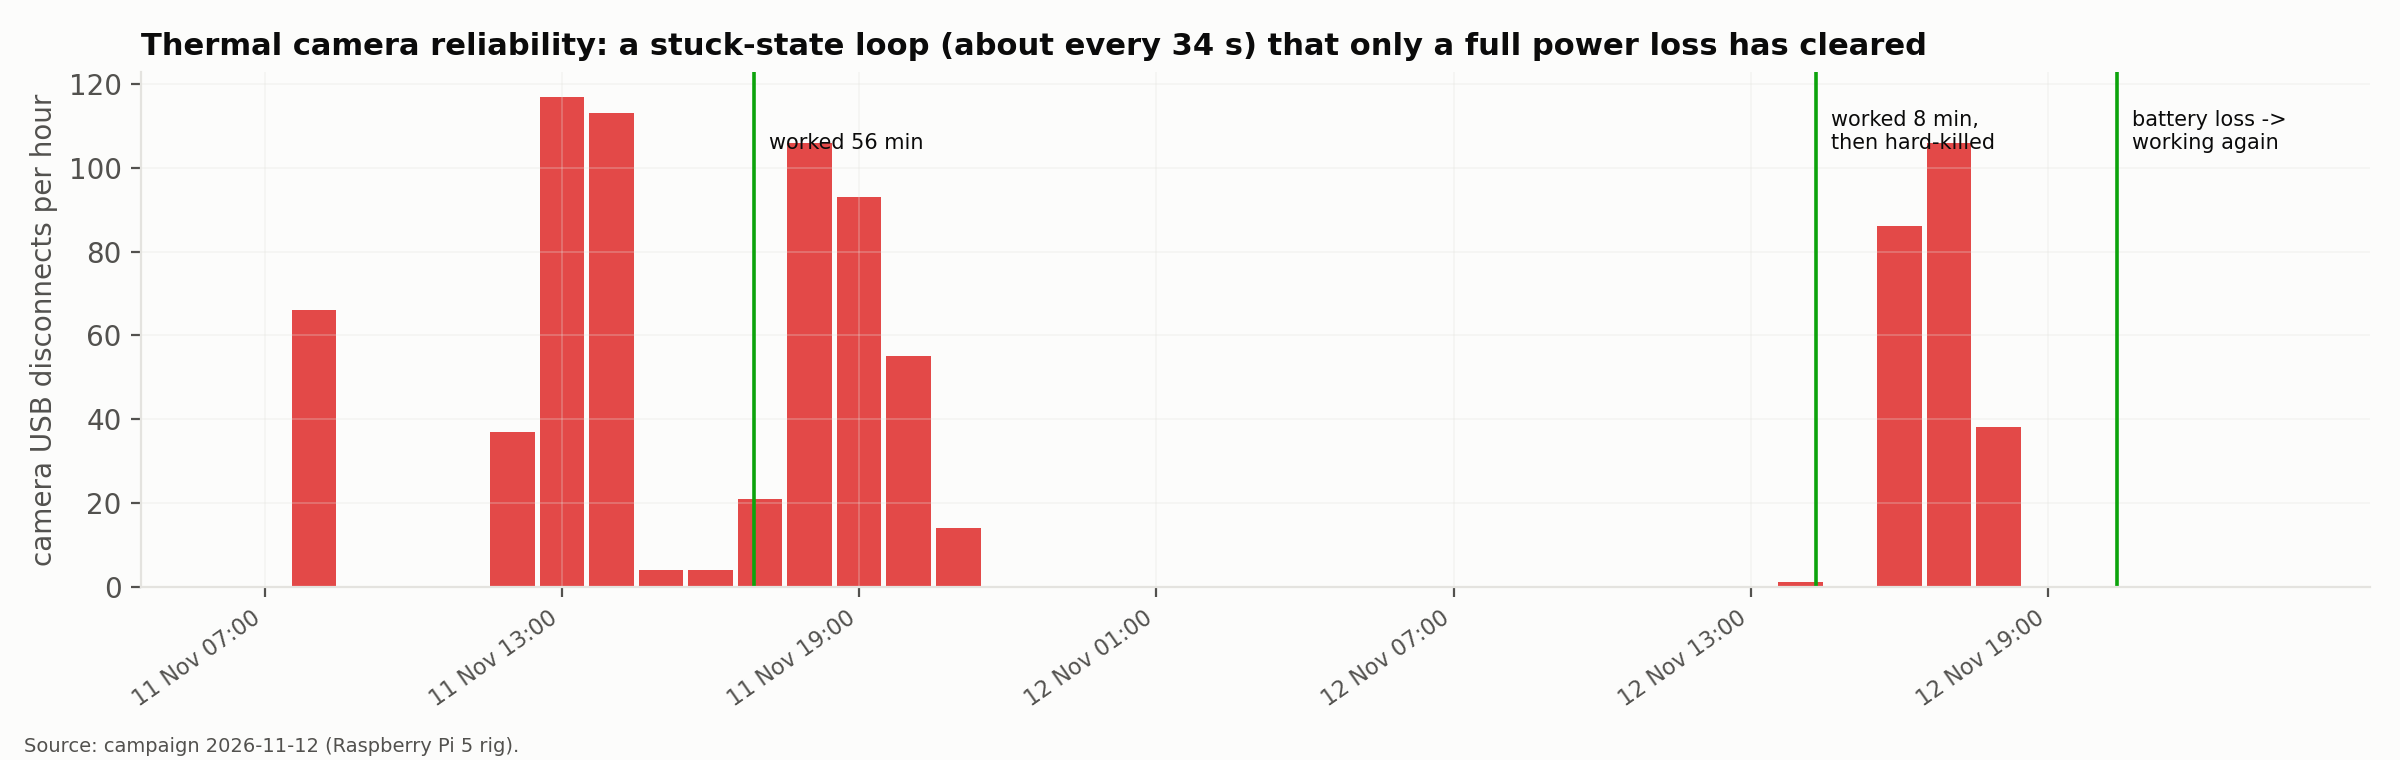 Thermal camera reliability: a stuck-state loop (about every 34 s) that only a full power loss has cleared
camera USB disconnects per hour
120
100
80
60
40
20
0
worked 56 min
worked 8 min,
then hard-killed
battery loss ->
working again
11 Nov 07:00
11 Nov 13:00
11 Nov 19:00
12 Nov 01:00
12 Nov 07:00
12 Nov 13:00
12 Nov 19:00
Source: campaign 2026-11-12 (Raspberry Pi 5 rig).